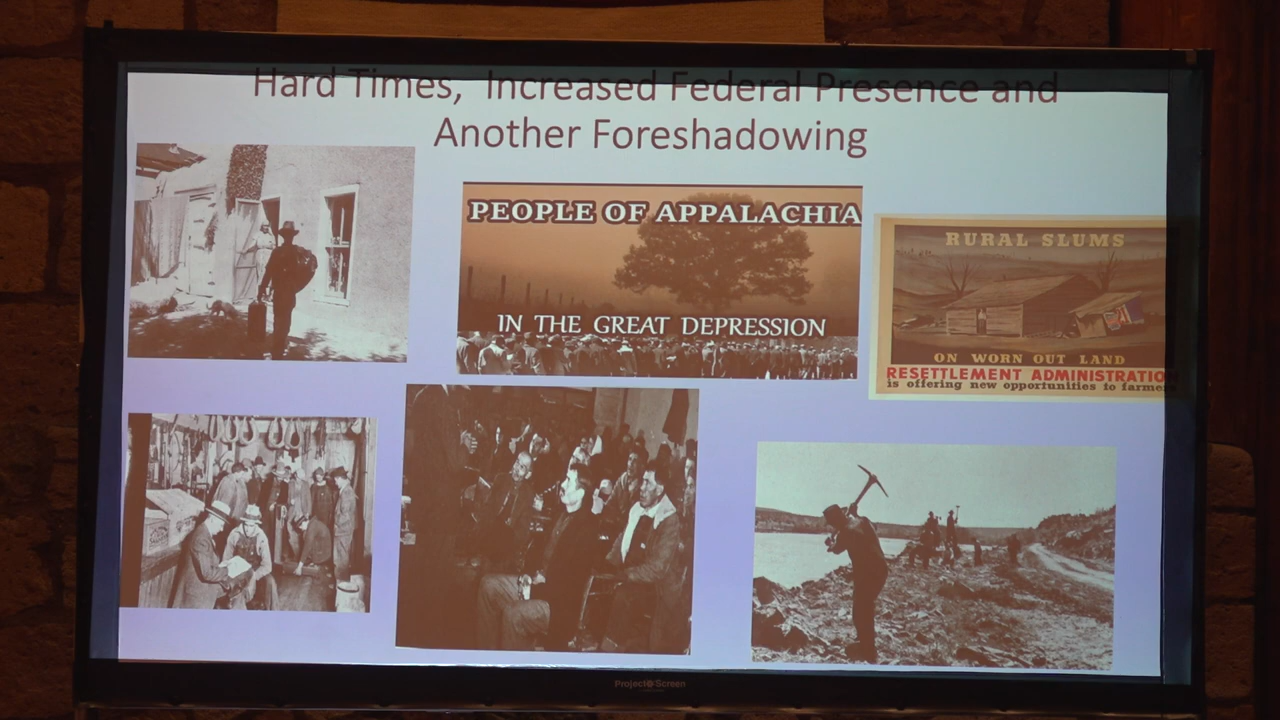 Hard Times, Increased Federal Presence and
Another Foreshadowing
PEOPLE OF APPALACHIA
IN THE GREAT DEPRESSION
RURAL SLUMS
ON WORN OUT LAND
RESETTLEMENT ADMINISTRATION
is offering new opportunities to farmers
Project Screen